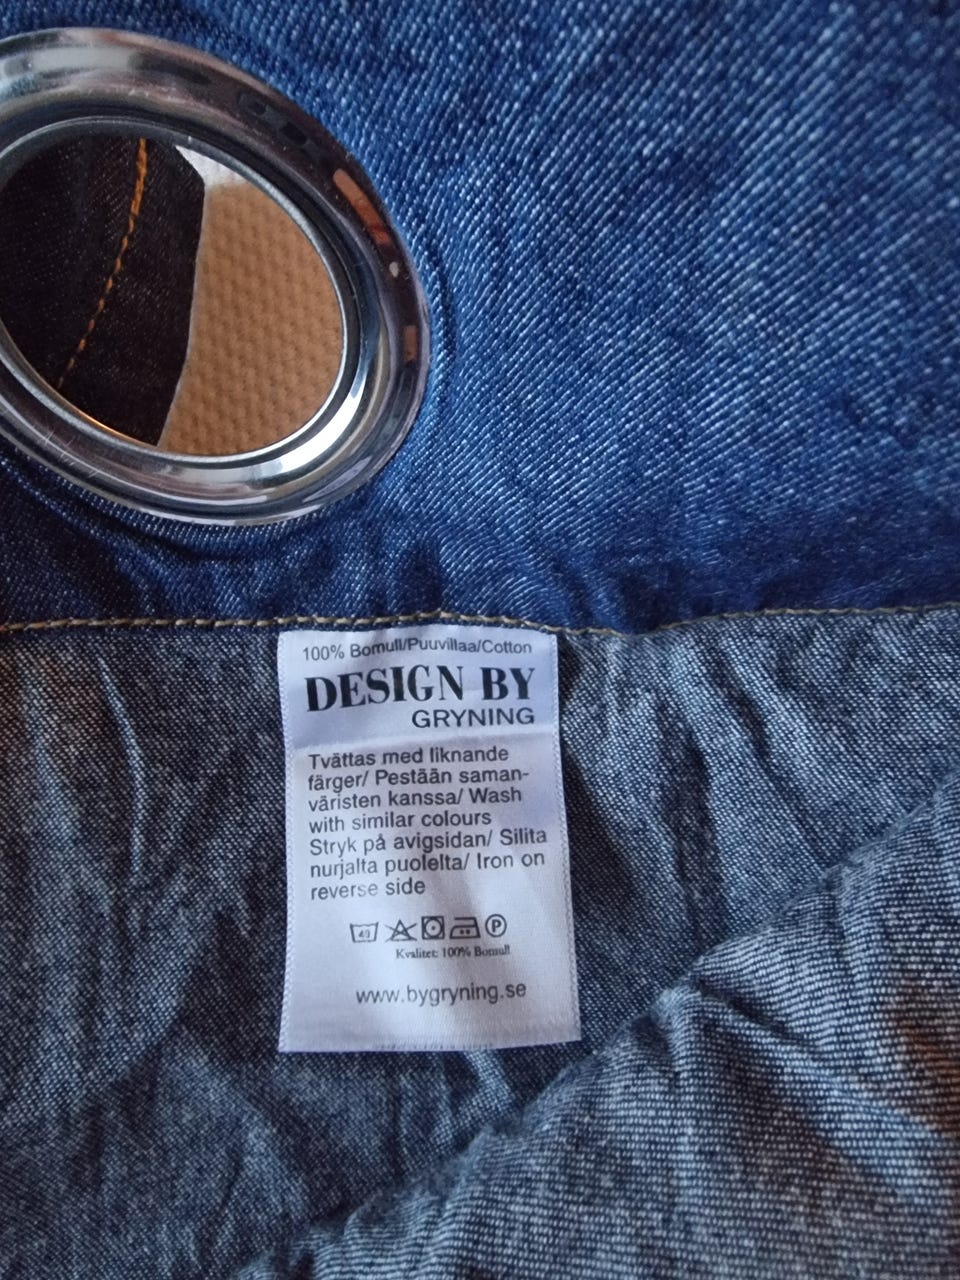 100% Bomull/Puuvillaa/Cotton
DESIGN BY
GRYNING
Tvättas med liknande
färger/ Pestään saman-
väristen kanssa/ Wash
with similar colours
Stryk på avigsidan/ Silita
nurjalta puolelta/ Iron on
reverse side
40 P
Kvalitet: 100% Bomull
www.bygryning.se